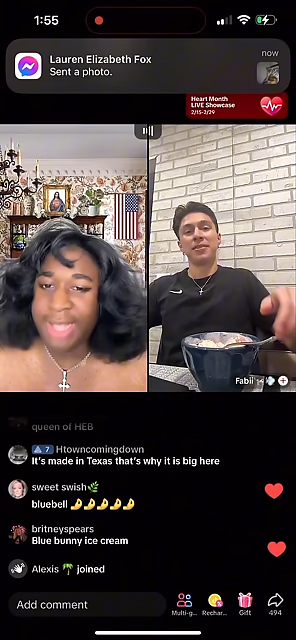 1:55
Lauren Elizabeth Fox
now
Sent a photo.
Heart Month
LIVE Showcase
2/15-2/29
Fabii
queen of HEB
7 Htowncomingdown
It's made in Texas that's why it is big here
sweet swish🌿
bluebell 🤌🤌🤌🤌🤌
britneyspears
Blue bunny ice cream
Alexis 🌴 joined
Add comment
Multi-g...
Rechar...
Gift
494